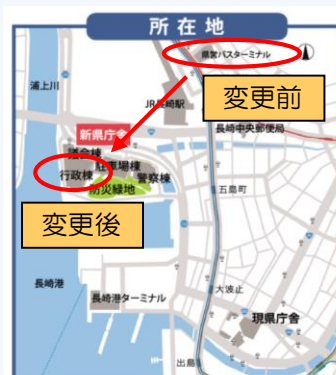 所在地
県営バスターミナル
浦上川
JR長崎駅
変更前
新県庁舎
長崎中央郵便局
議会棟
駐車場棟
行政棟
警察棟
防災緑地
五島町
変更後
長崎港
大波止
長崎港ターミナル
現県庁舎
出島